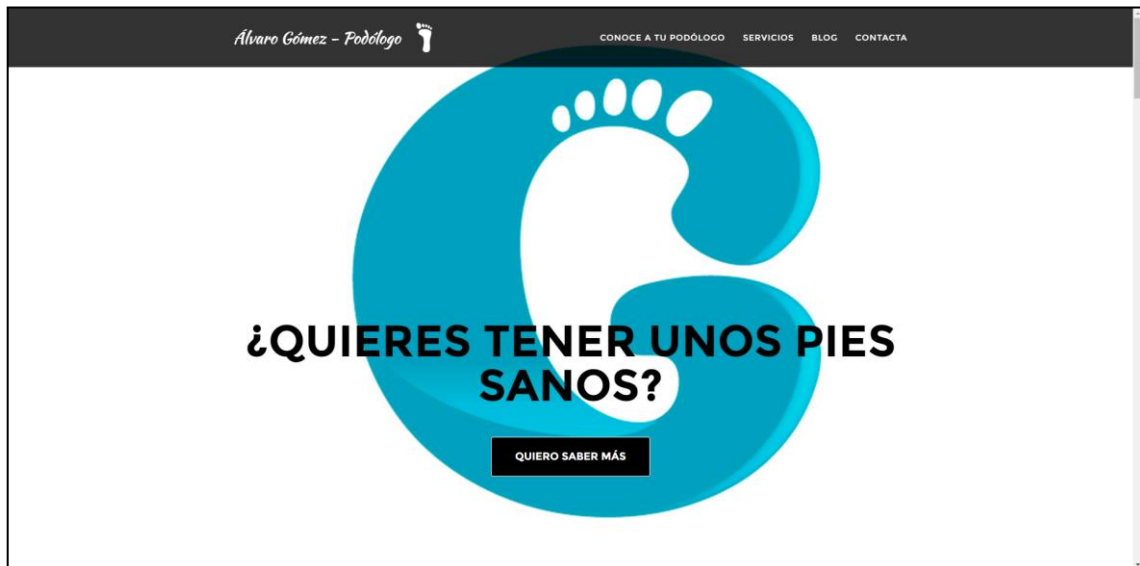 Álvaro Gómez – Podólogo
CONOCE A TU PODÓLOGO SERVICIOS BLOG CONTACTA
¿QUIERES TENER UNOS PIES
SANOS?
QUIERO SABER MÁS